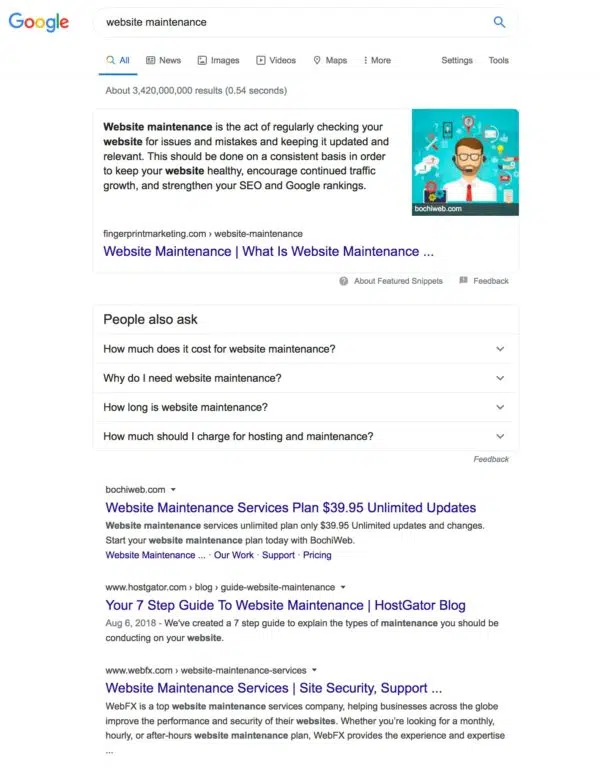 Google
website maintenance
All News Images Videos Maps More Settings Tools
About 3,420,000,000 results (0.54 seconds)
Website maintenance is the act of regularly checking your
website for issues and mistakes and keeping it updated and
relevant. This should be done on a consistent basis in order
to keep your website healthy, encourage continued traffic
growth, and strengthen your SEO and Google rankings.
bochiweb.com
fingerprintmarketing.com › website-maintenance
Website Maintenance | What Is Website Maintenance ...
About Featured Snippets Feedback
People also ask
How much does it cost for website maintenance?
Why do I need website maintenance?
How long is website maintenance?
How much should I charge for hosting and maintenance?
Feedback
bochiweb.com
Website Maintenance Services Plan $39.95 Unlimited Updates
Website maintenance services unlimited plan only $39.95 Unlimited updates and changes.
Start your website maintenance plan today with BochiWeb.
Website Maintenance ... · Our Work · Support · Pricing
www.hostgator.com › blog › guide-website-maintenance
Your 7 Step Guide To Website Maintenance | HostGator Blog
Aug 6, 2018 - We've created a 7 step guide to explain the types of maintenance you should be
conducting on your website.
www.webfx.com › website-maintenance-services
Website Maintenance Services | Site Security, Support ...
WebFX is a top website maintenance services company, helping businesses across the globe
improve the performance and security of their websites. Whether you're looking for a monthly,
hourly, or after-hours website maintenance plan, WebFX provides the experience and expertise
...